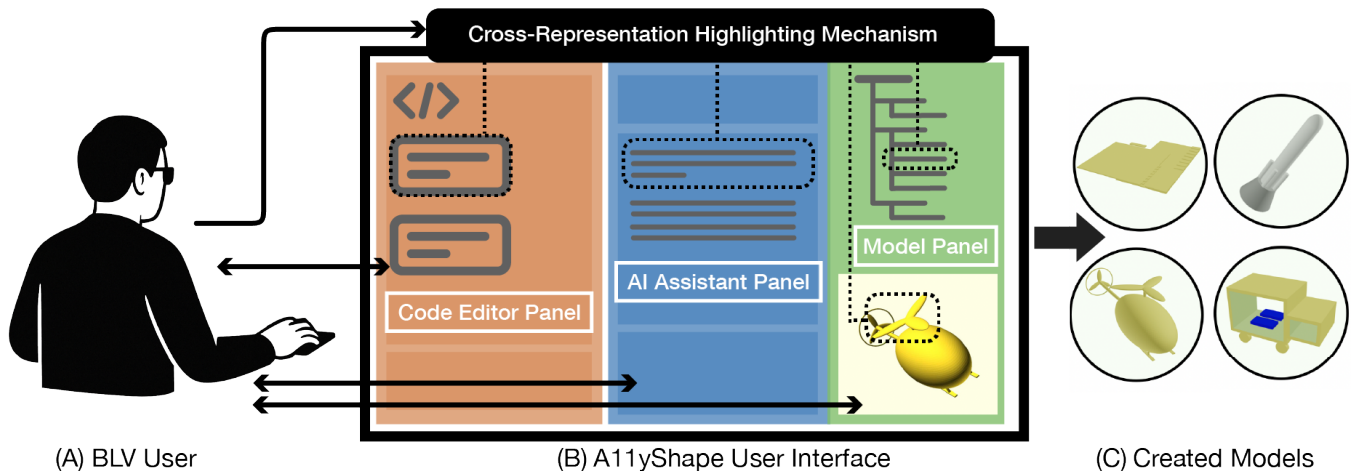 Cross-Representation Highlighting Mechanism
</>
Model Panel
AI Assistant Panel
Code Editor Panel
(A) BLV User
(B) A11yShape User Interface
(C) Created Models